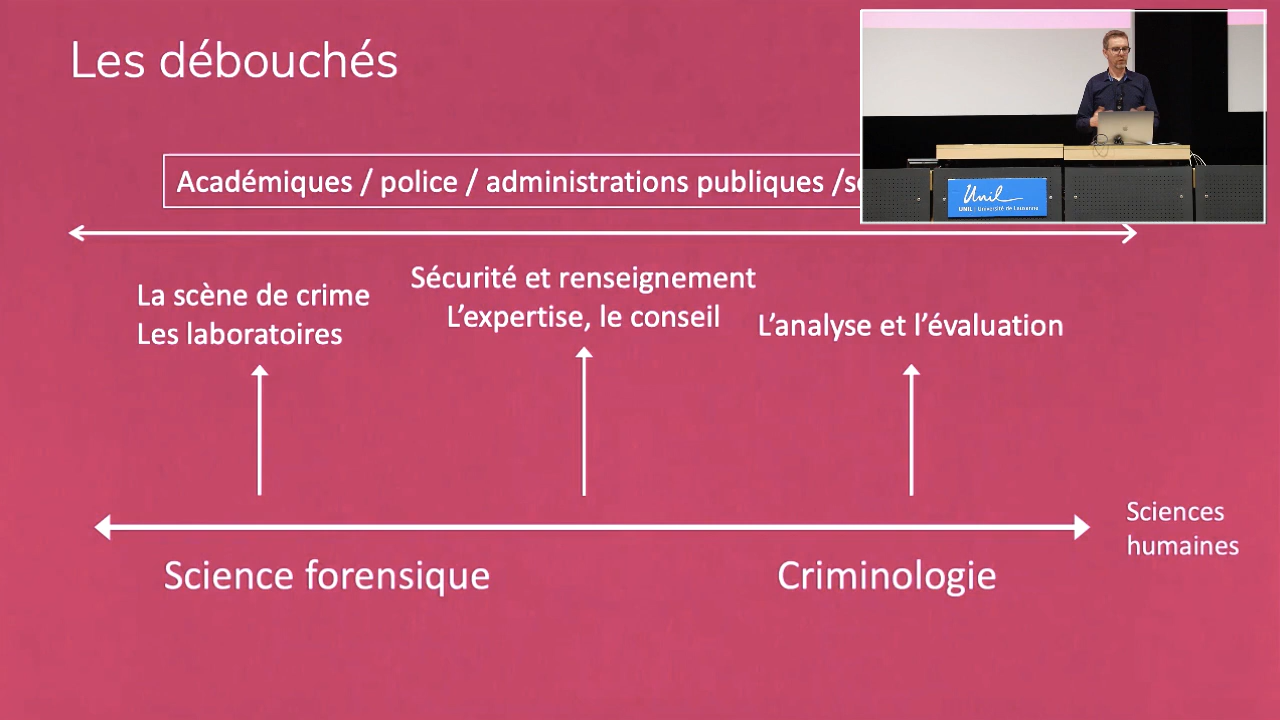 Les débouchés
Académiques / police / administrations publiques /
Unil
UNIL | Université de Lausanne
La scène de crime
Les laboratoires
Sécurité et renseignement
L'expertise, le conseil
L'analyse et l'évaluation
Sciences
humaines
Science forensique
Criminologie